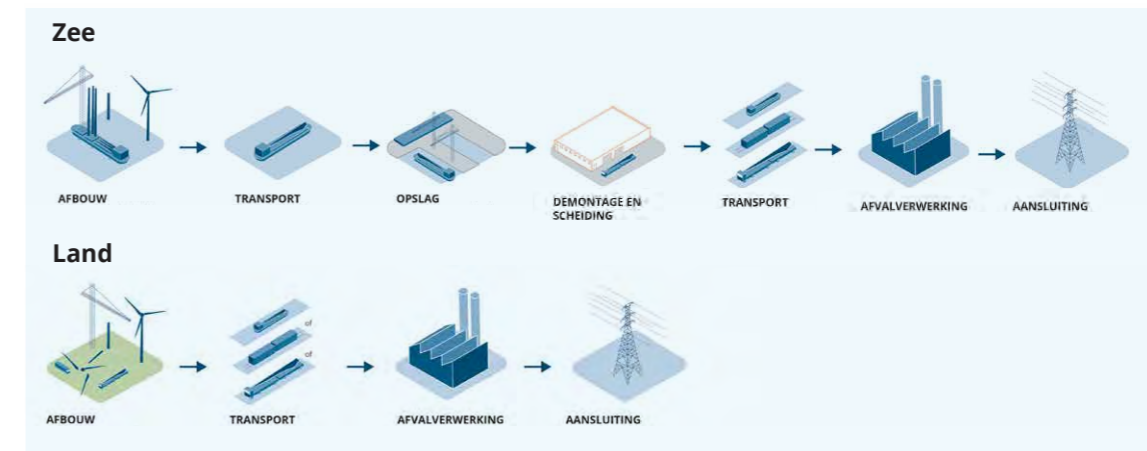 Zee
AFBOUW
TRANSPORT
OPSLAG
DEMONTAGE EN
SCHEIDING
TRANSPORT
AFVALVERWERKING
AANSLUITING
Land
AFBOUW
TRANSPORT
AFVALVERWERKING
AANSLUITING